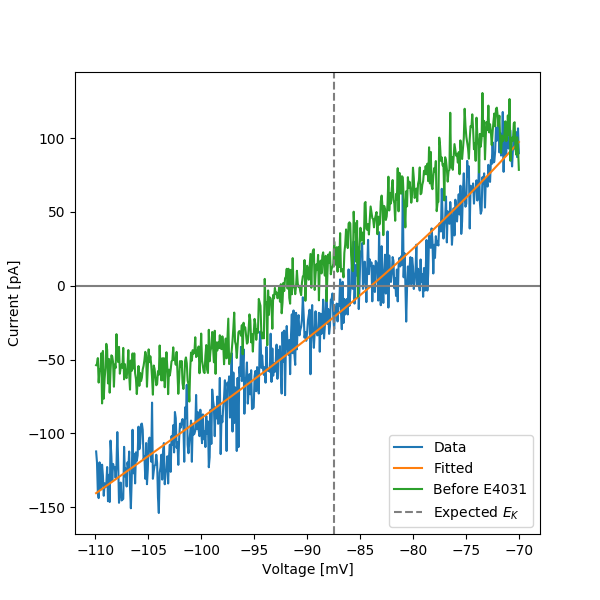 100
50
0
−50
−100
−150
Current [pA]
Data
Fitted
Before E4031
Expected E_K
−110 −105 −100 −95 −90 −85 −80 −75 −70
Voltage [mV]